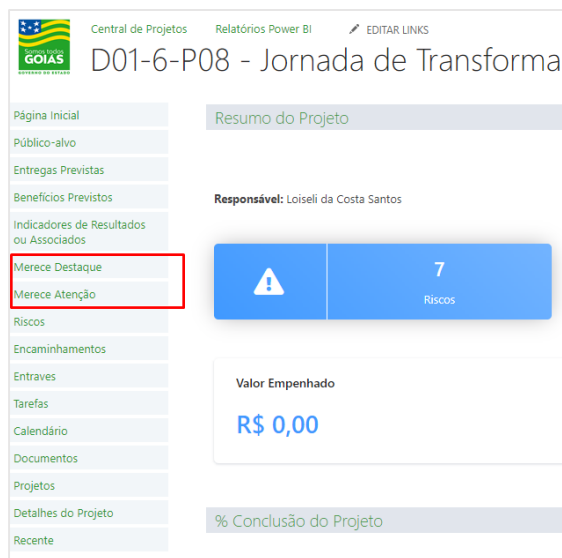 Central de Projetos
Relatórios Power BI
EDITAR LINKS
Somos todos
GOIÁS
GOVERNO DO ESTADO
D01-6-P08 - Jornada de Transforma
Página Inicial
Público-alvo
Entregas Previstas
Benefícios Previstos
Indicadores de Resultados
ou Associados
Merece Destaque
Merece Atenção
Riscos
Encaminhamentos
Entraves
Tarefas
Calendário
Documentos
Projetos
Detalhes do Projeto
Recente
Resumo do Projeto
Responsável: Loiseli da Costa Santos
7
Riscos
Valor Empenhado
R$ 0,00
% Conclusão do Projeto